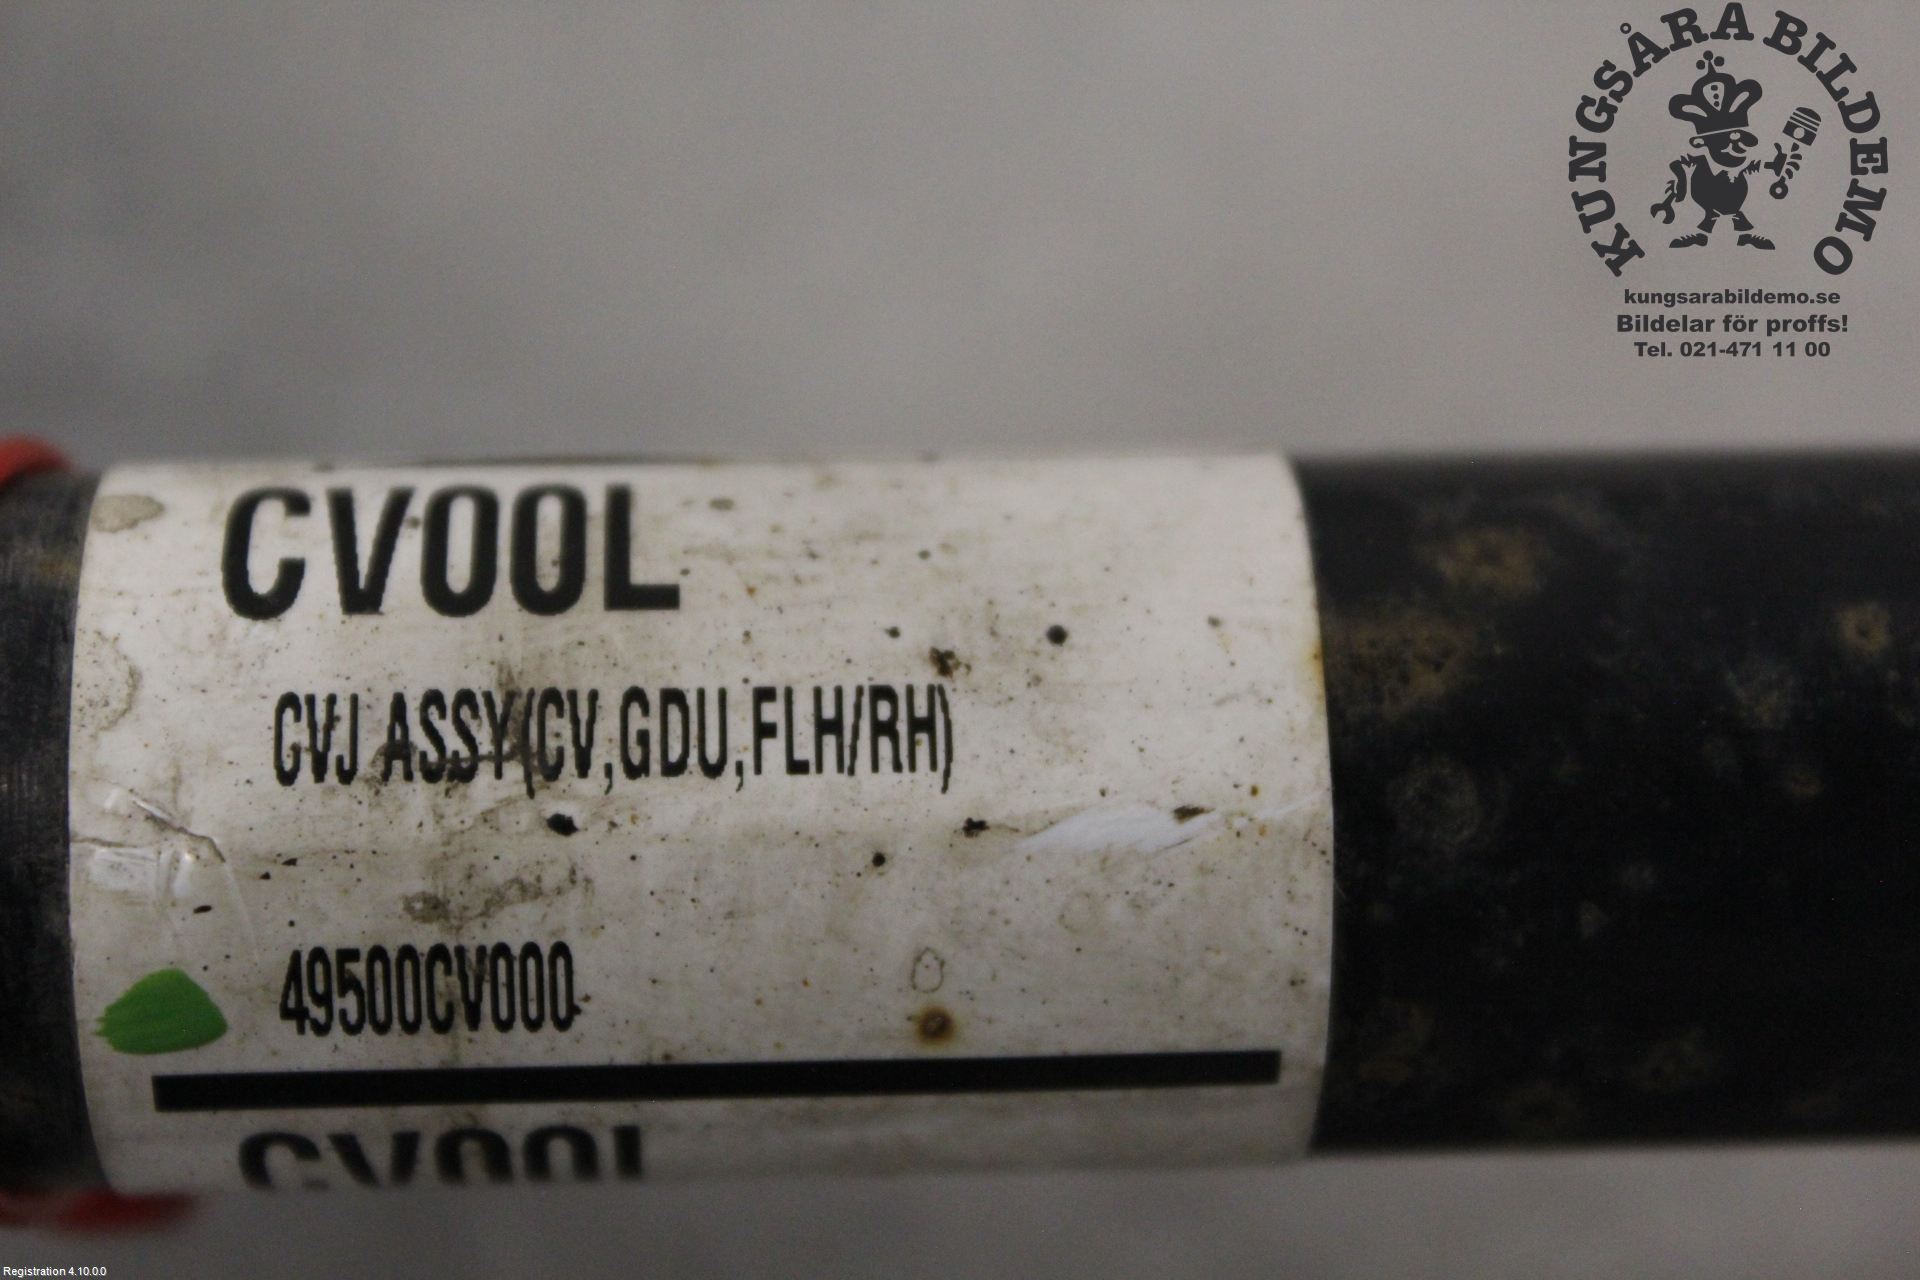 KUNGSÅRA BILDEMO
kungsarabildemo.se
Bildelar för proffs!
Tel. 021-471 11 00
CV00L
CVJ ASSY(CV,GDU,FLH/RH)
49500CV000
CV00L
Registration 4.10.0.0